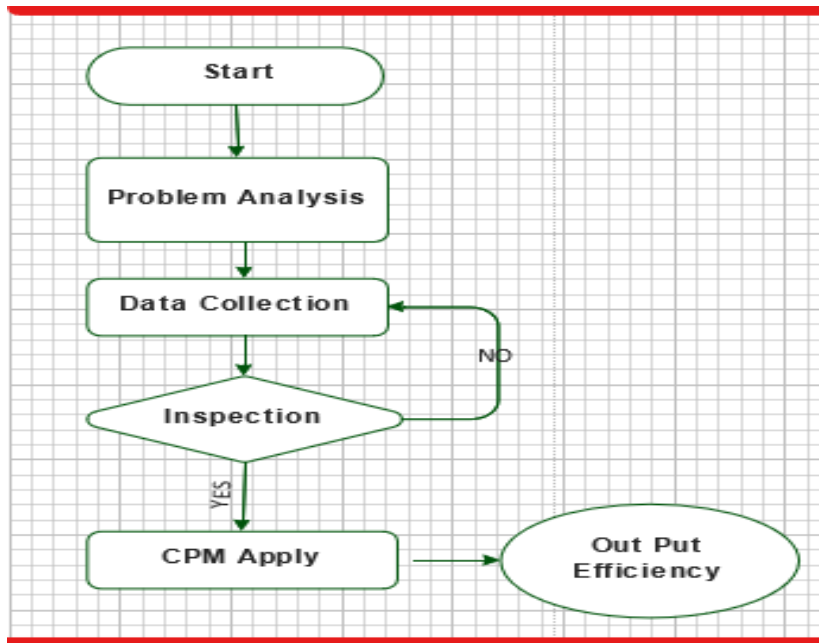 Start
Problem Analysis
Data Collection
NO
Inspection
YES
CPM Apply
Out Put
Efficiency